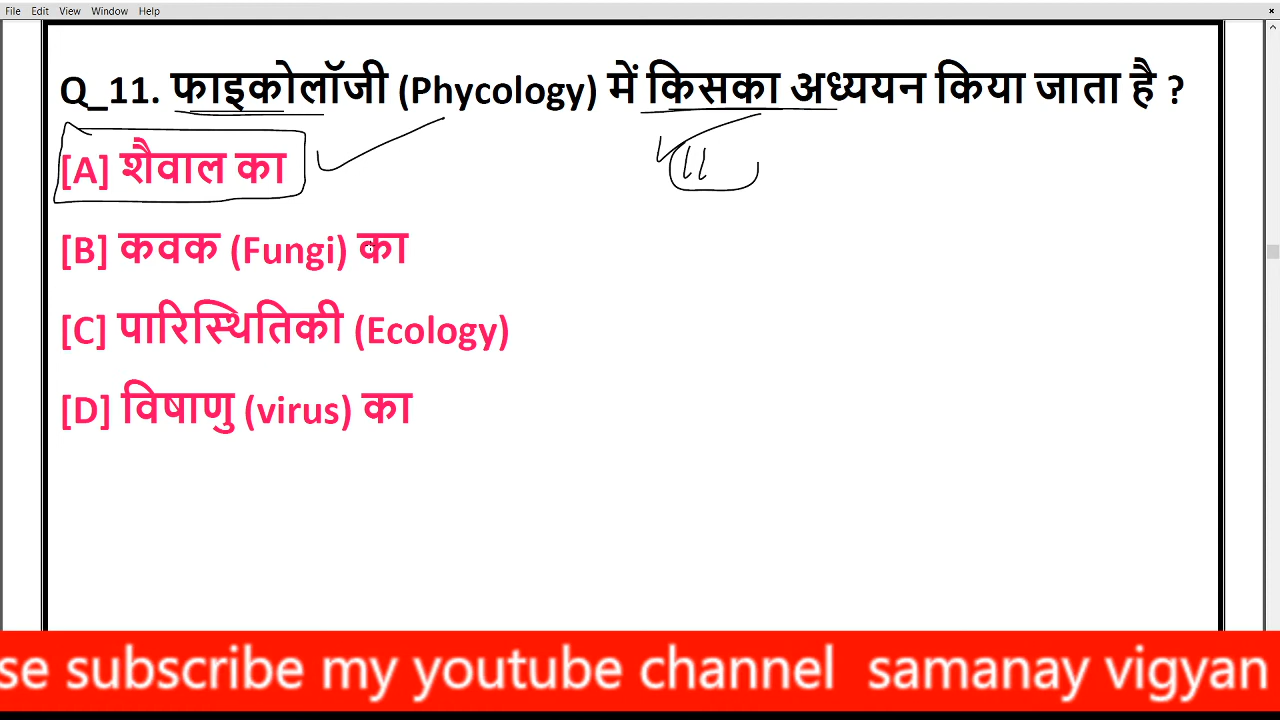 File Edit View Window Help
Q_11. फाइकोलॉजी (Phycology) में किसका अध्ययन किया जाता है ?
[A] शैवाल का
[B] कवक (Fungi) का
[C] पारिस्थितिकी (Ecology)
[D] विषाणु (virus) का
se subscribe my youtube channel samanay vigyan